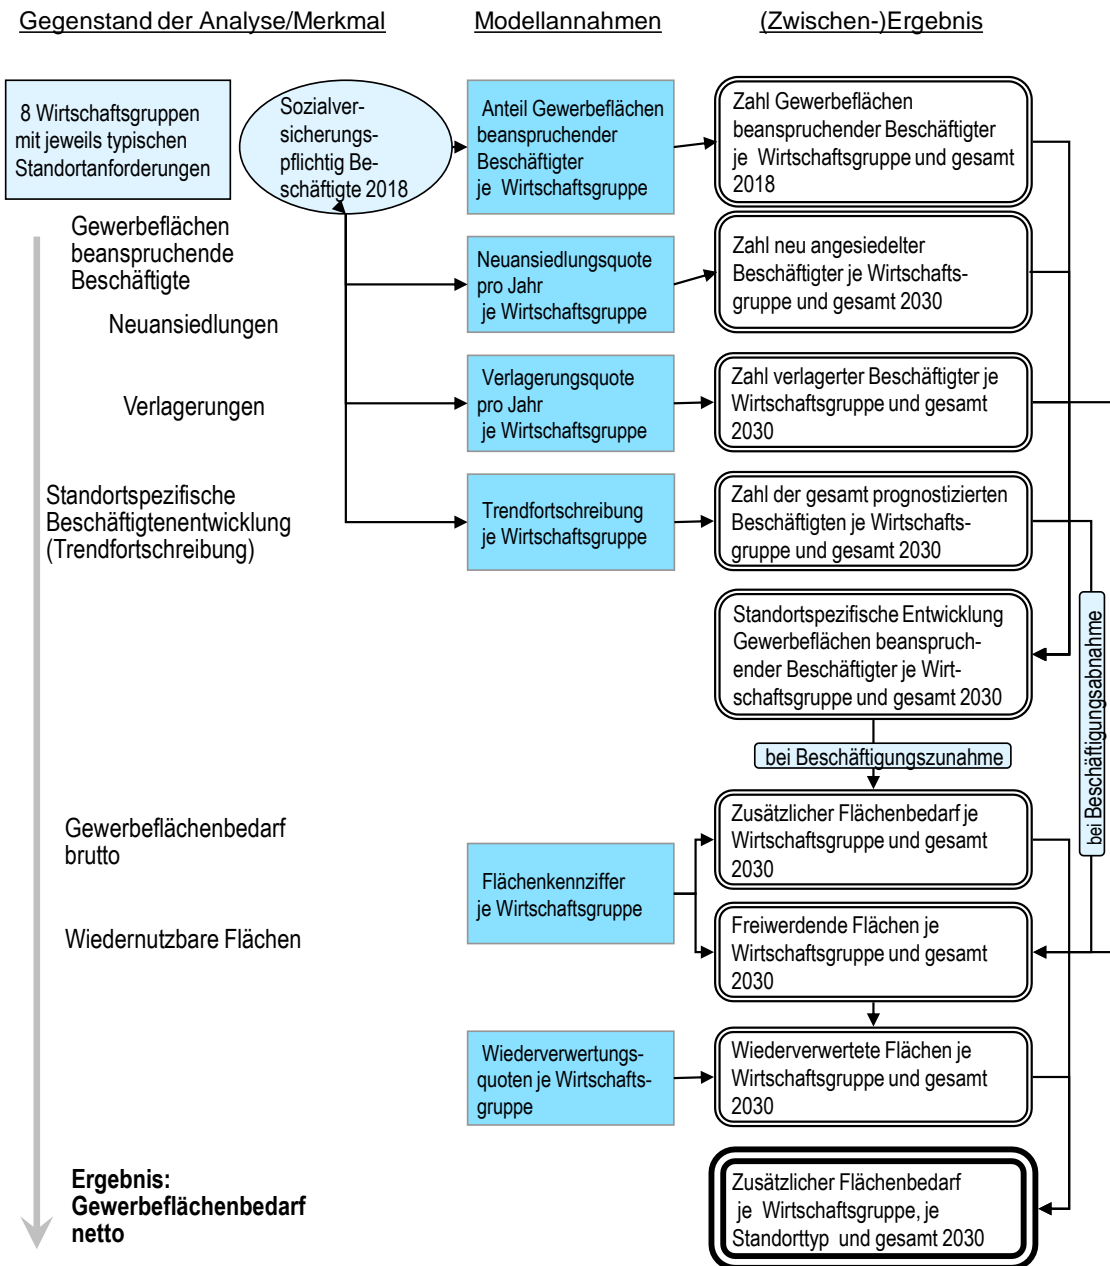 Gegenstand der Analyse/Merkmal
Modellannahmen
(Zwischen-)Ergebnis
8 Wirtschaftsgruppen
mit jeweils typischen
Standortanforderungen
Sozialver-
sicherungs-
pflichtig Be-
schäftigte 2018
Anteil Gewerbeflächen
beanspruchender
Beschäftigter
je Wirtschaftsgruppe
Zahl Gewerbeflächen
beanspruchender Beschäftigter
je Wirtschaftsgruppe und gesamt
2018
Gewerbeflächen
beanspruchende
Beschäftigte
Neuansiedlungen
Neuansiedlungsquote
pro Jahr
je Wirtschaftsgruppe
Zahl neu angesiedelter
Beschäftigter je Wirtschafts-
gruppe und gesamt 2030
Verlagerungen
Verlagerungsquote
pro Jahr
je Wirtschaftsgruppe
Zahl verlagerter Beschäftigter je
Wirtschaftsgruppe und gesamt
2030
Standortspezifische
Beschäftigtenentwicklung
(Trendfortschreibung)
Trendfortschreibung
je Wirtschaftsgruppe
Zahl der gesamt prognostizierten
Beschäftigten je Wirtschafts-
gruppe und gesamt 2030
Standortspezifische Entwicklung
Gewerbeflächen beanspruch-
ender Beschäftigter je Wirt-
schaftsgruppe und gesamt 2030
bei Beschäftigungsabnahme
bei Beschäftigungszunahme
Gewerbeflächenbedarf
brutto
Flächenkennziffer
je Wirtschaftsgruppe
Zusätzlicher Flächenbedarf je
Wirtschaftsgruppe und gesamt
2030
Wiedernutzbare Flächen
Freiwerdende Flächen je
Wirtschaftsgruppe und gesamt
2030
Wiederverwertungs-
quoten je Wirtschafts-
gruppe
Wiederverwertete Flächen je
Wirtschaftsgruppe und gesamt
2030
Ergebnis:
Gewerbeflächenbedarf
netto
Zusätzlicher Flächenbedarf
je Wirtschaftsgruppe, je
Standorttyp und gesamt 2030